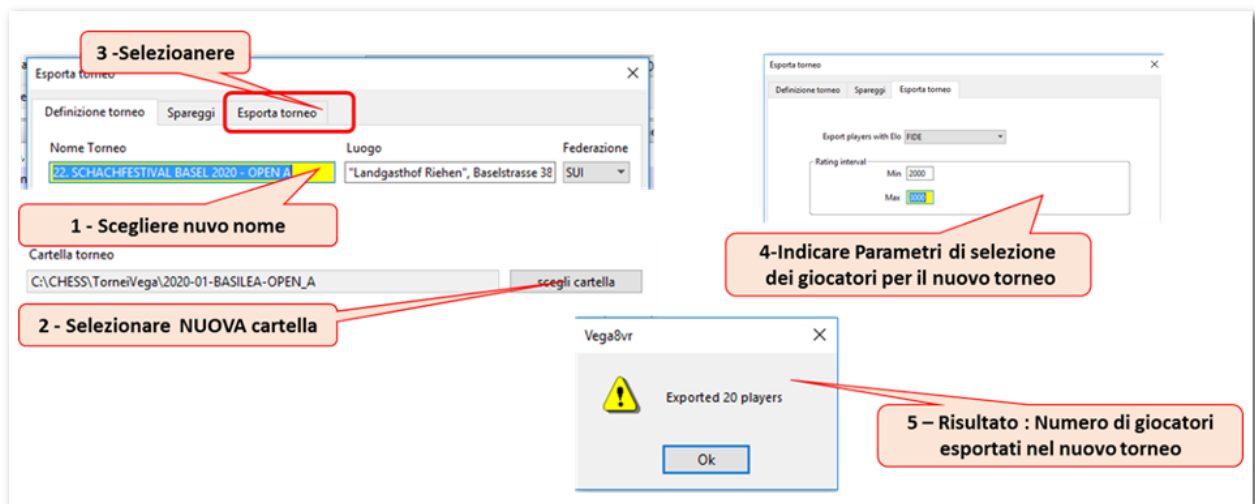 3 -Selezioanere
Esporta torneo
Definizione torneo Spareggi Esporta torneo
Nome Torneo Luogo Federazione
22. SCHACHFESTIVAL BASEL 2020 - OPEN A "Landgasthof Riehen", Baselstrasse 38 SUI
1 - Scegliere nuvo nome
Cartella torneo
C:\CHESS\TorneiVega\2020-01-BASILEA-OPEN_A scegli cartella
2 - Selezionare NUOVA cartella
Esporta torneo
Definizione torneo Spareggi Esporta torneo
Export players with Elo FIDE
Rating interval
Min 2000
Max 3000
4-Indicare Parametri di selezione
dei giocatori per il nuovo torneo
Vega8vr
Exported 20 players
Ok
5 – Risultato : Numero di giocatori
esportati nel nuovo torneo